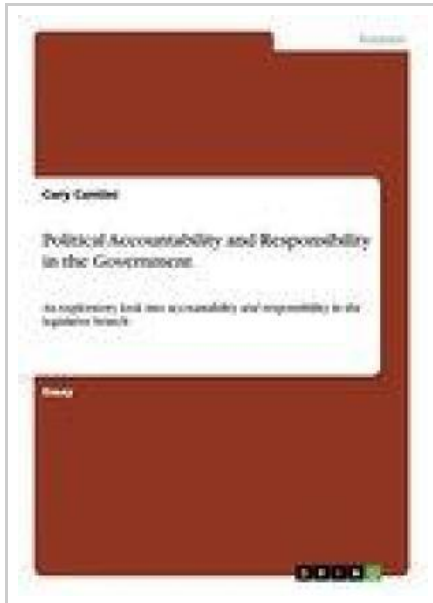 Political Accountability and Responsibility
in the Government
An exploratory look into accountability and responsibility in the
legislative branch
Essay
GRIN